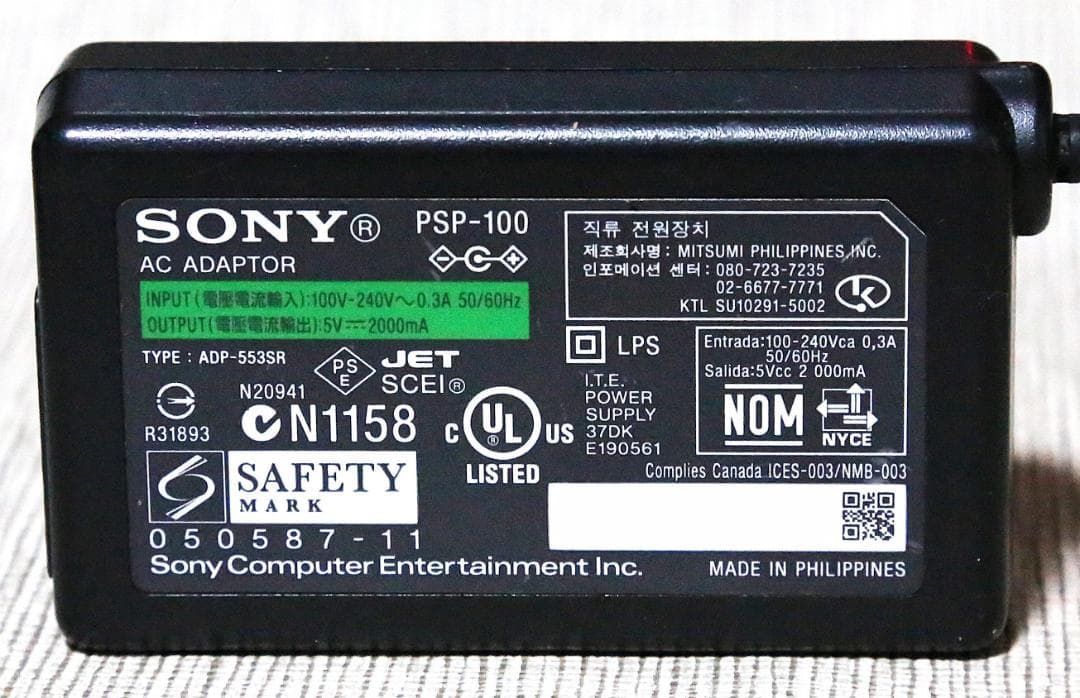 SONY® PSP-100
AC ADAPTOR
INPUT(電壓電流輸入):100V-240V～0.3A 50/60Hz
OUTPUT(電壓電流輸出):5V⎓2000mA
TYPE : ADP-553SR
PS
E
JET
SCEI®
R31893
N20941
N1158
C UL® US
LISTED
SAFETY
MARK
050587-11
Sony Computer Entertainment Inc.
직류 전원장치
제조회사명 : MITSUMI PHILIPPINES,INC.
인포메이션 센터 : 080-723-7235
02-6677-7771
KTL SU10291-5002
LPS
I.T.E.
POWER
SUPPLY
37DK
E190561
Entrada:100-240Vca 0,3A
50/60Hz
Salida:5Vcc 2 000mA
NOM
NYCE
Complies Canada ICES-003/NMB-003
MADE IN PHILIPPINES